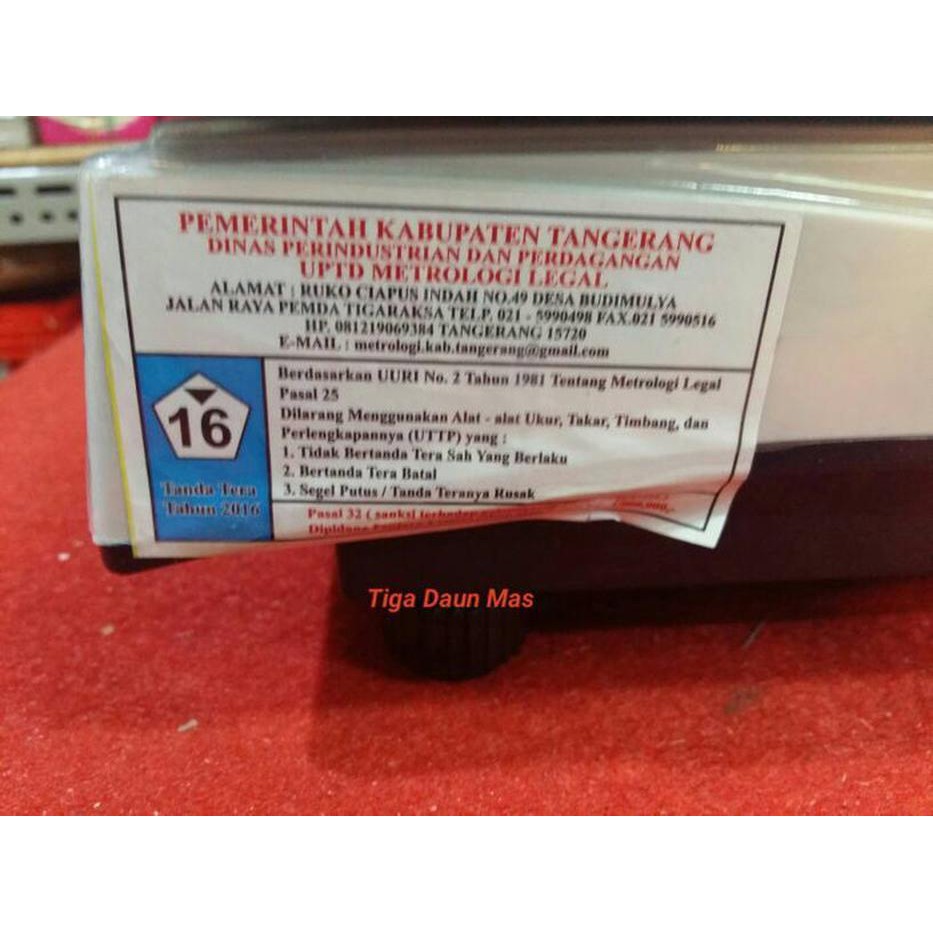 PEMERINTAH KABUPATEN TANGERANG
DINAS PERINDUSTRIAN DAN PERDAGANGAN
UPTD METROLOGI LEGAL
ALAMAT : RUKO CIAPUS INDAH NO.49 DESA BUDIMULYA
JALAN RAYA PEMDA TIGARAKSA TELP. 021 - 5990498 FAX.021 5990516
HP. 081219069384 TANGERANG 15720
E-MAIL : metrologi.kab.tangerang@gmail.com
16
Tanda Tera
Tahun 2016
Berdasarkan UURI No. 2 Tahun 1981 Tentang Metrologi Legal
Pasal 25
Dilarang Menggunakan Alat - alat Ukur, Takar, Timbang, dan
Perlengkapannya (UTTP) yang :
1. Tidak Bertanda Tera Sah Yang Berlaku
2. Bertanda Tera Batal
3. Segel Putus / Tanda Teranya Rusak
Pasal 32 ( sanksi terhadap
Dipidana
Tiga Daun Mas